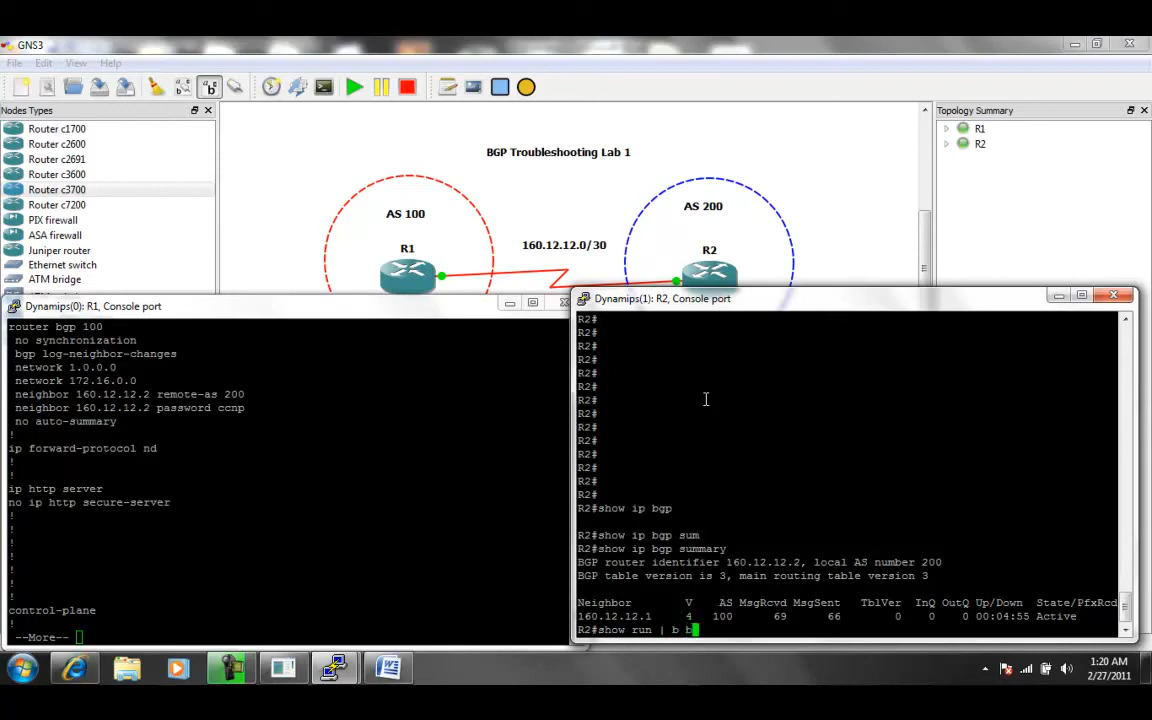 GNS3
File Edit View Help
Nodes Types
Router c1700
Router c2600
Router c2691
Router c3600
Router c3700
Router c7200
PIX firewall
ASA firewall
Juniper router
Ethernet switch
ATM bridge
BGP Troubleshooting Lab 1
AS 100
R1
160.12.12.0/30
AS 200
R2
Topology Summary
R1
R2
Dynamips(0): R1, Console port
router bgp 100
no synchronization
bgp log-neighbor-changes
network 1.0.0.0
network 172.16.0.0
neighbor 160.12.12.2 remote-as 200
neighbor 160.12.12.2 password ccnp
no auto-summary
!
ip forward-protocol nd
!
!
ip http server
no ip http secure-server
!
!
!
!
!
!
!
control-plane
!
--More--
Dynamips(1): R2, Console port
R2#
R2#
R2#
R2#
R2#
R2#
R2#
R2#
R2#
R2#
R2#
R2#
R2#
R2#
R2#show ip bgp
R2#show ip bgp sum
R2#show ip bgp summary
BGP router identifier 160.12.12.2, local AS number 200
BGP table version is 3, main routing table version 3
Neighbor V AS MsgRcvd MsgSent TblVer InQ OutQ Up/Down State/PfxRcd
160.12.12.1 4 100 69 66 0 0 0 00:04:55 Active
R2#show run | b b
1:20 AM
2/27/2011